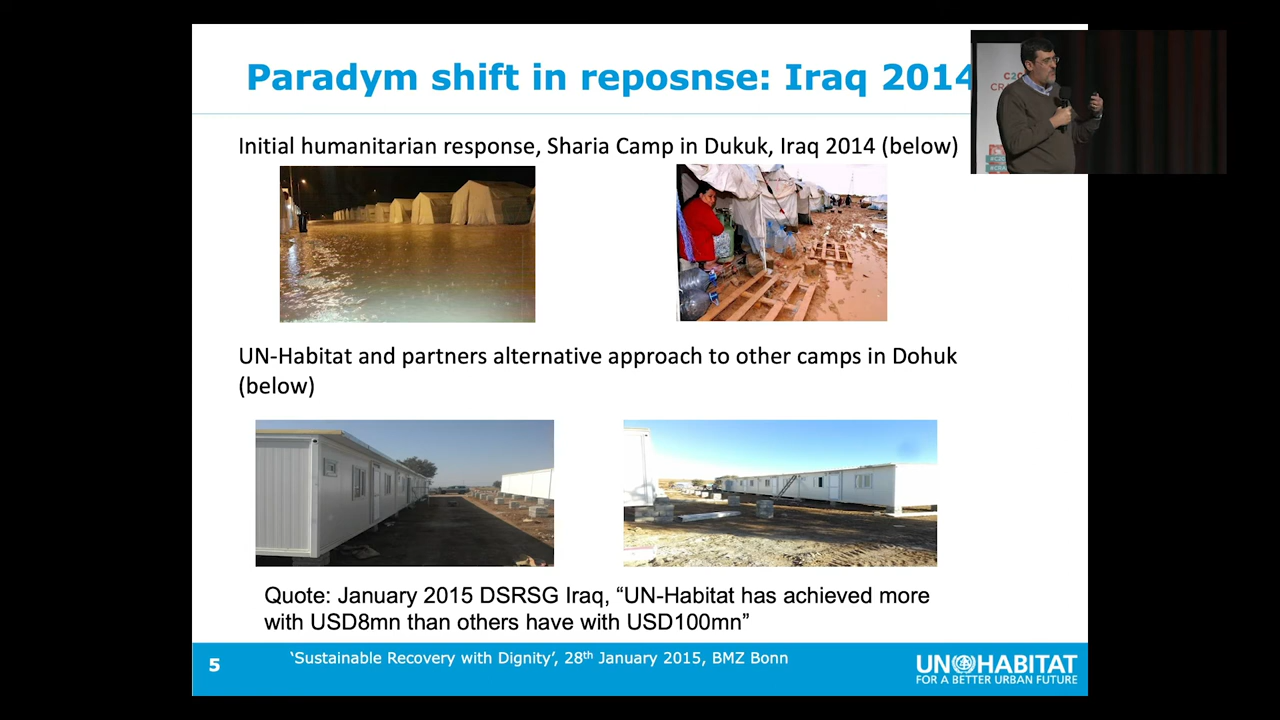 Paradym shift in reposnse: Iraq 2014
Initial humanitarian response, Sharia Camp in Dukuk, Iraq 2014 (below)
UN-Habitat and partners alternative approach to other camps in Dohuk
(below)
Quote: January 2015 DSRSG Iraq, “UN-Habitat has achieved more
with USD8mn than others have with USD100mn”
5
‘Sustainable Recovery with Dignity’, 28th January 2015, BMZ Bonn
UN HABITAT
FOR A BETTER URBAN FUTURE